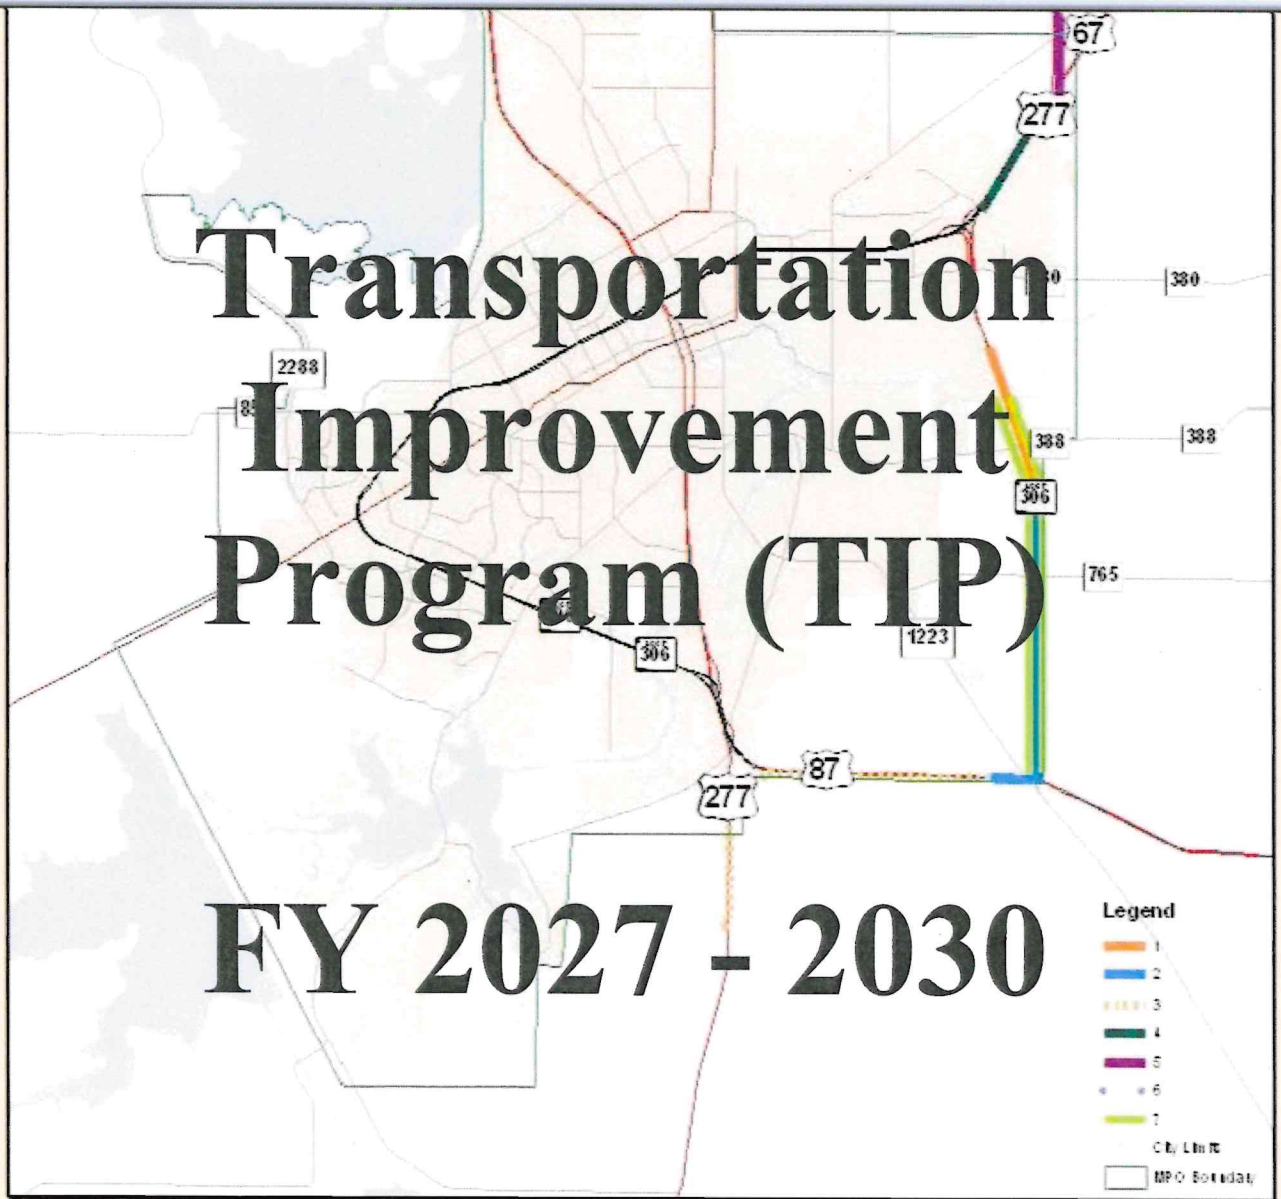 67
277
Transportation
380
2288
Improvement
388
388
306
Program (TIP)
765
1223
306
87
277
FY 2027 - 2030
Legend
1
2
3
4
5
6
7
City Limits
MPO Boundary